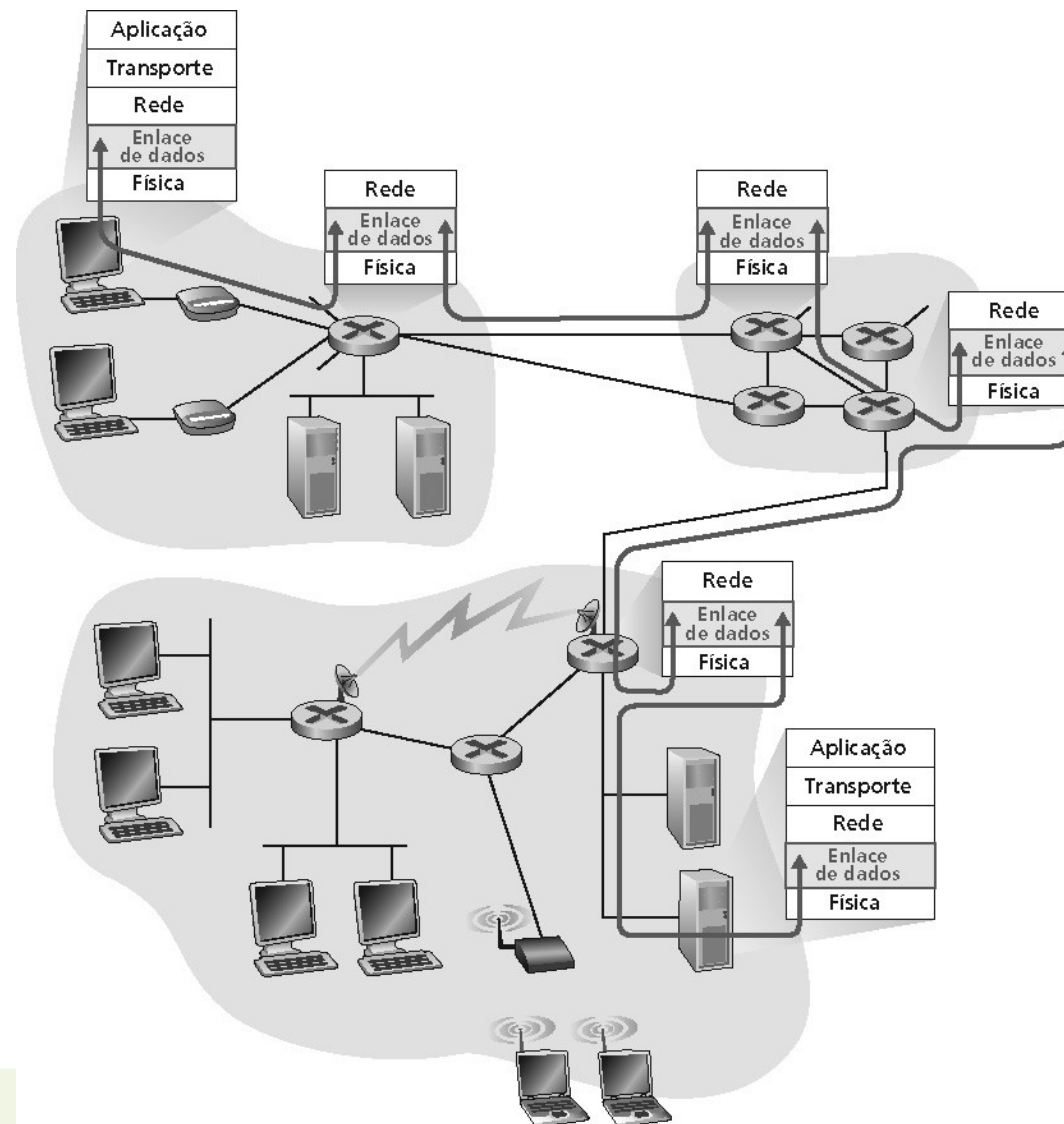 Aplicação
Transporte
Rede
Enlace
de dados
Física
Rede
Enlace
de dados
Física
Rede
Enlace
de dados
Física
Rede
Enlace
de dados
Física
Rede
Enlace
de dados
Física
Aplicação
Transporte
Rede
Enlace
de dados
Física